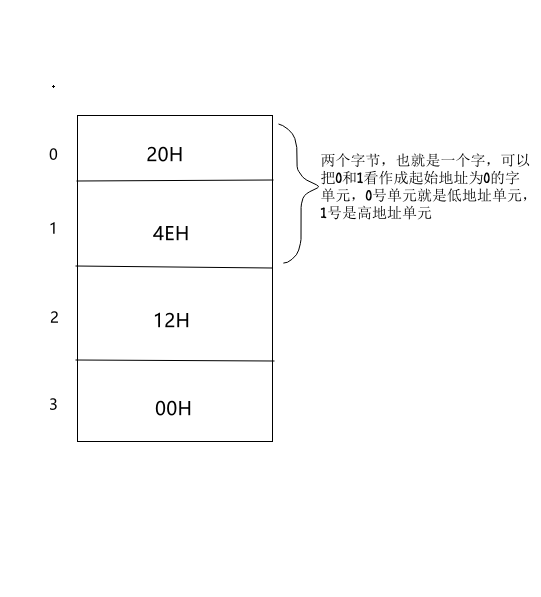 0
20H
两个字节，也就是一个字，可以
把0和1看作成起始地址为0的字
单元，0号单元就是低地址单元，
1号是高地址单元
1
4EH
2
12H
3
00H